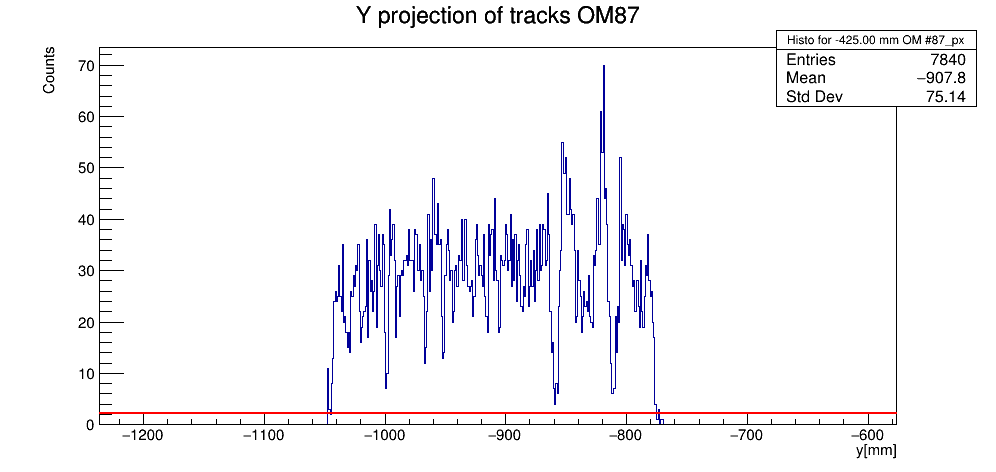 Y projection of tracks OM87
Histo for -425.00 mm OM #87_px
Entries 7840
Mean −907.8
Std Dev 75.14
Counts
70
60
50
40
30
20
10
0
−1200 −1100 −1000 −900 −800 −700 −600
y[mm]